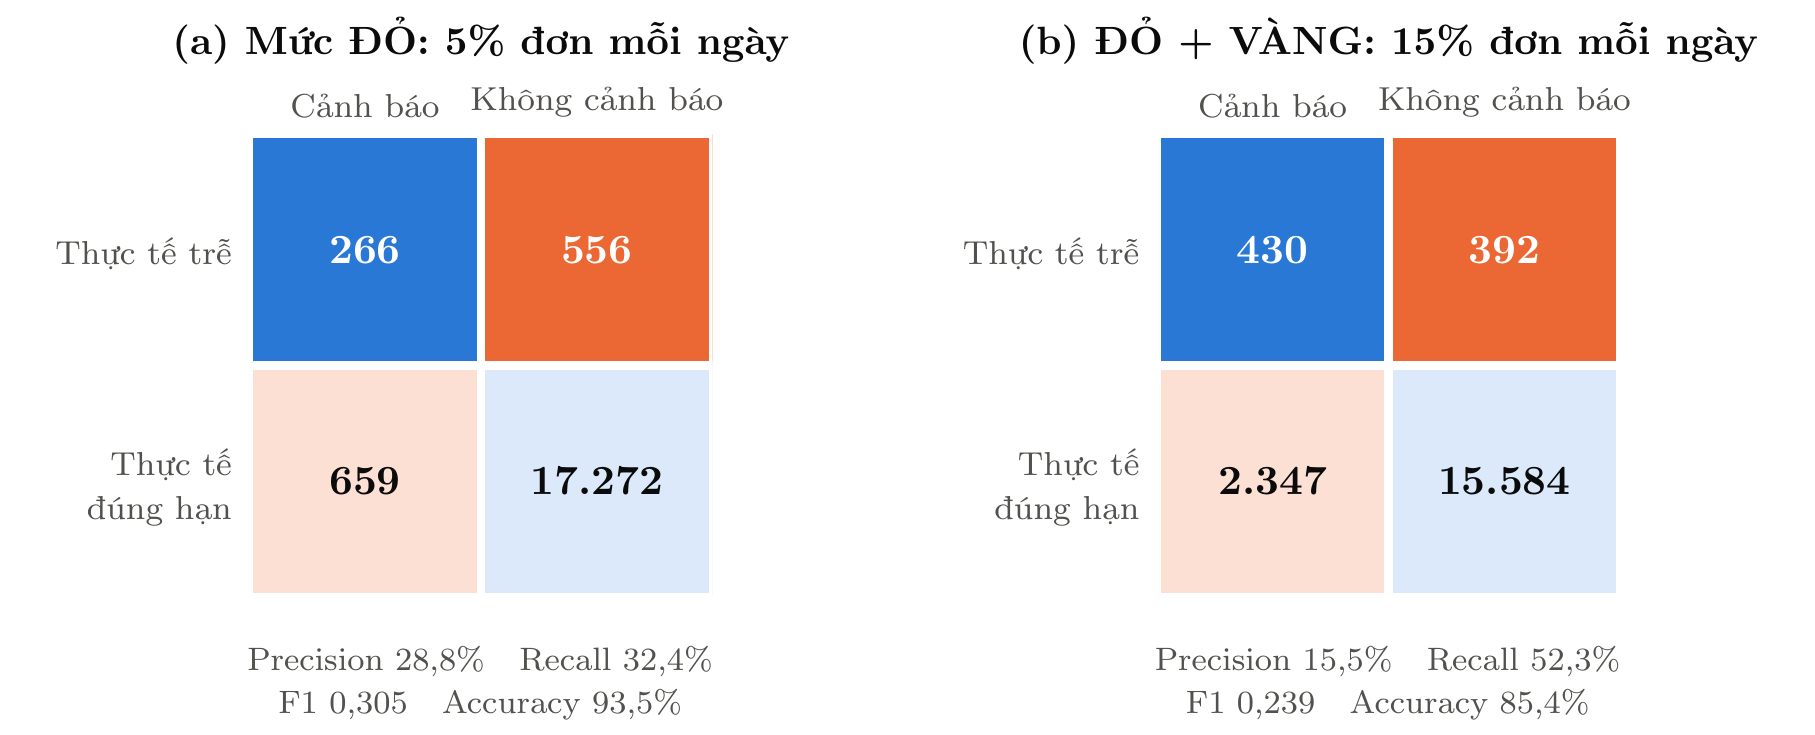 (a) Mức ĐỎ: 5% đơn mỗi ngày
Cảnh báo Không cảnh báo
Thực tế trễ 266 556
Thực tế
đúng hạn
659 17.272
Precision 28,8% Recall 32,4%
F1 0,305 Accuracy 93,5%
(b) ĐỎ + VÀNG: 15% đơn mỗi ngày
Cảnh báo Không cảnh báo
Thực tế trễ 430 392
Thực tế
đúng hạn
2.347 15.584
Precision 15,5% Recall 52,3%
F1 0,239 Accuracy 85,4%